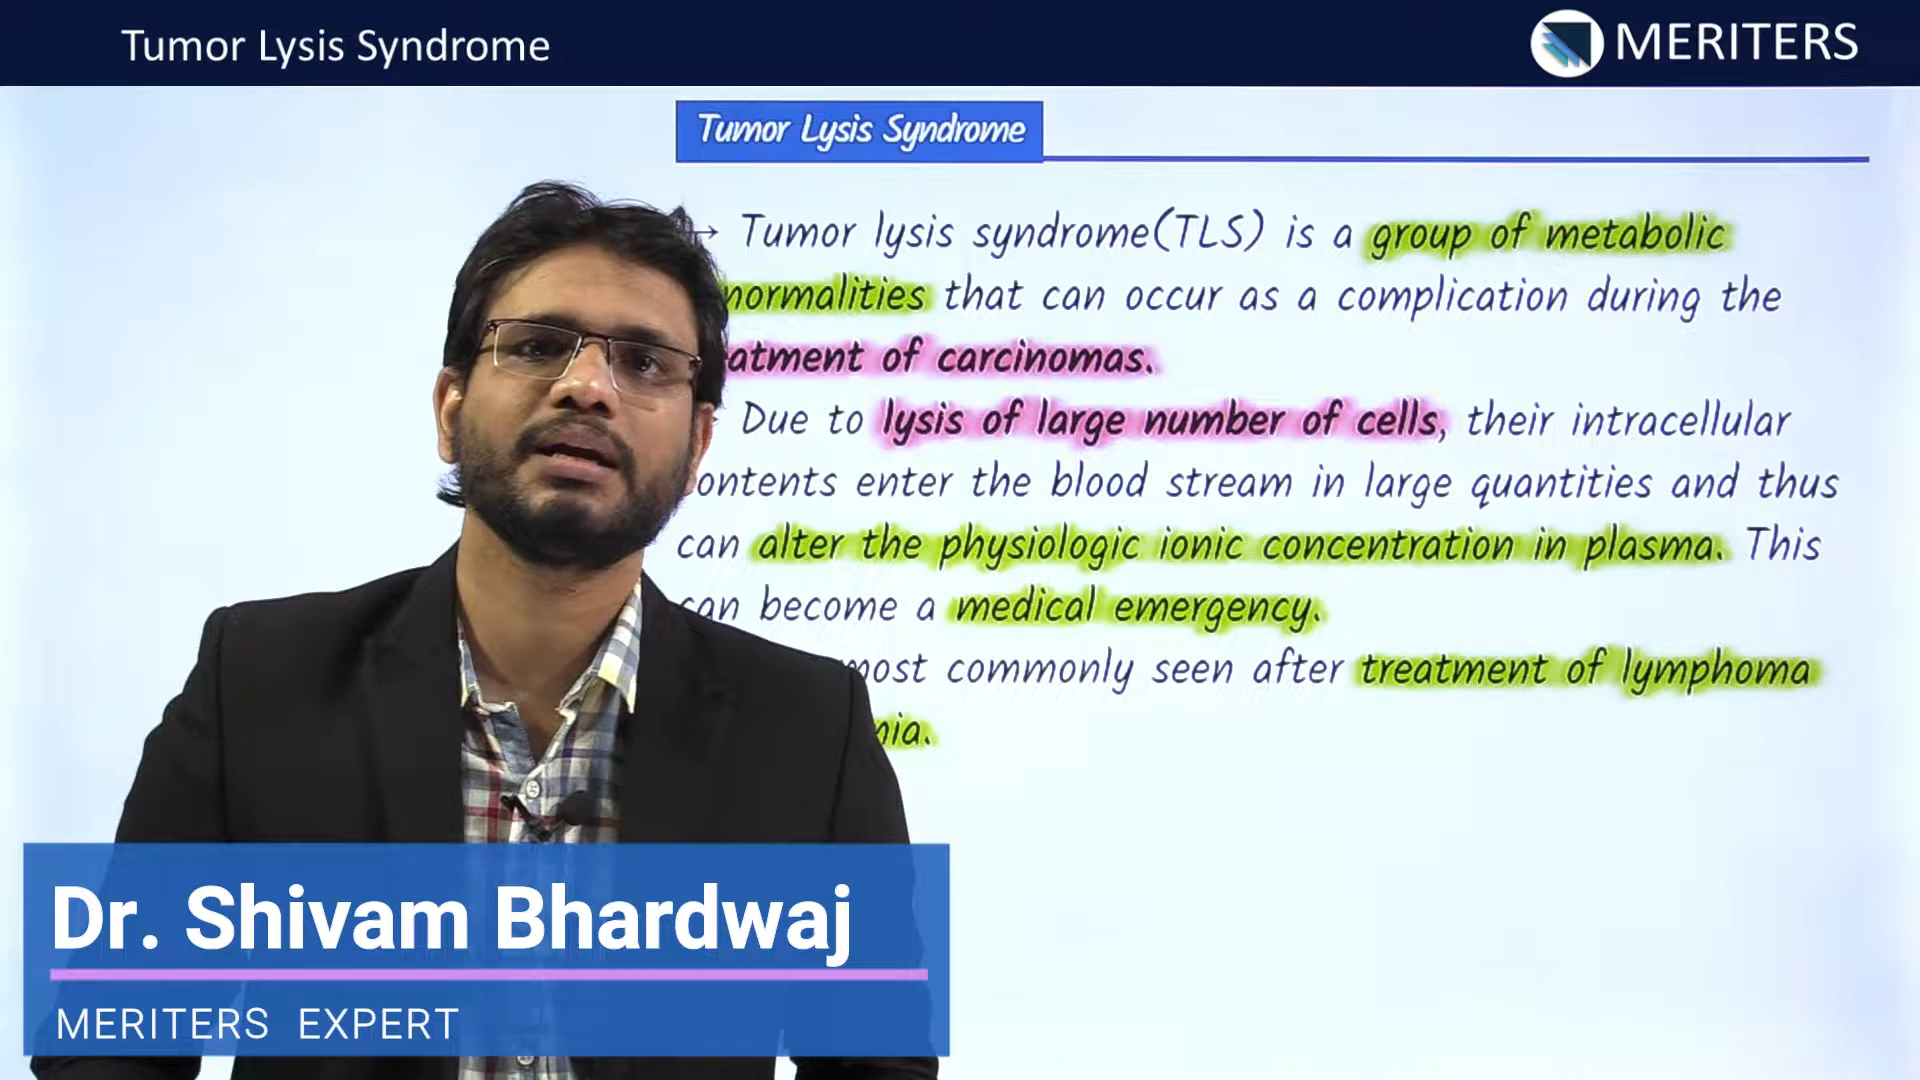 Tumor Lysis Syndrome
MERITERS
Tumor Lysis Syndrome
→ Tumor lysis syndrome(TLS) is a group of metabolic
normalities that can occur as a complication during the
atment of carcinomas.
Due to lysis of large number of cells, their intracellular
contents enter the blood stream in large quantities and thus
can alter the physiologic ionic concentration in plasma. This
can become a medical emergency.
most commonly seen after treatment of lymphoma
nia.
Dr. Shivam Bhardwaj
MERITERS EXPERT